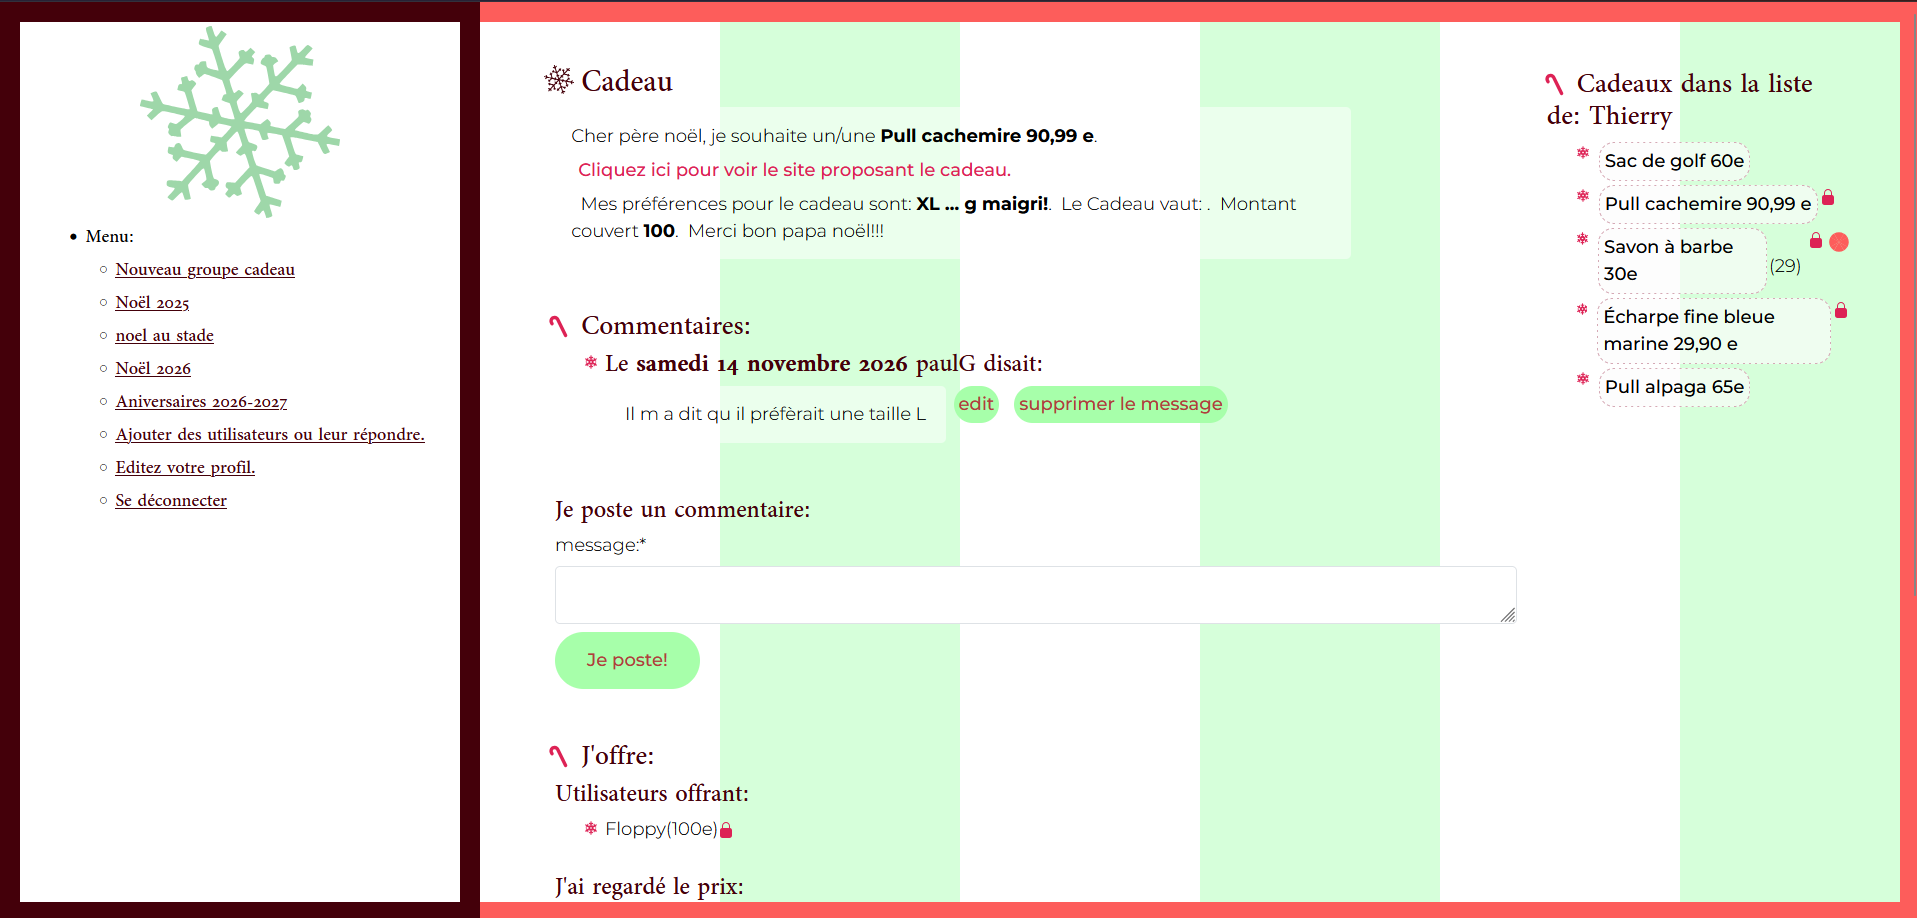 Menu:
Nouveau groupe cadeau
Noël 2025
noel au stade
Noël 2026
Aniversaires 2026-2027
Ajouter des utilisateurs ou leur répondre.
Editez votre profil.
Se déconnecter
Cadeau
Cher père noël, je souhaite un/une Pull cachemire 90,99 e.
Cliquez ici pour voir le site proposant le cadeau.
Mes préférences pour le cadeau sont: XL ... g maigri!. Le Cadeau vaut: . Montant
couvert 100. Merci bon papa noël!!!
Commentaires:
Le samedi 14 novembre 2026 paulG disait:
Il m a dit qu il préfèrait une taille L
edit
supprimer le message
Je poste un commentaire:
message:*
Je poste!
J'offre:
Utilisateurs offrant:
Floppy(100e)
J'ai regardé le prix:
Cadeaux dans la liste
de: Thierry
Sac de golf 60e
Pull cachemire 90,99 e
Savon à barbe
30e
(29)
Écharpe fine bleue
marine 29,90 e
Pull alpaga 65e